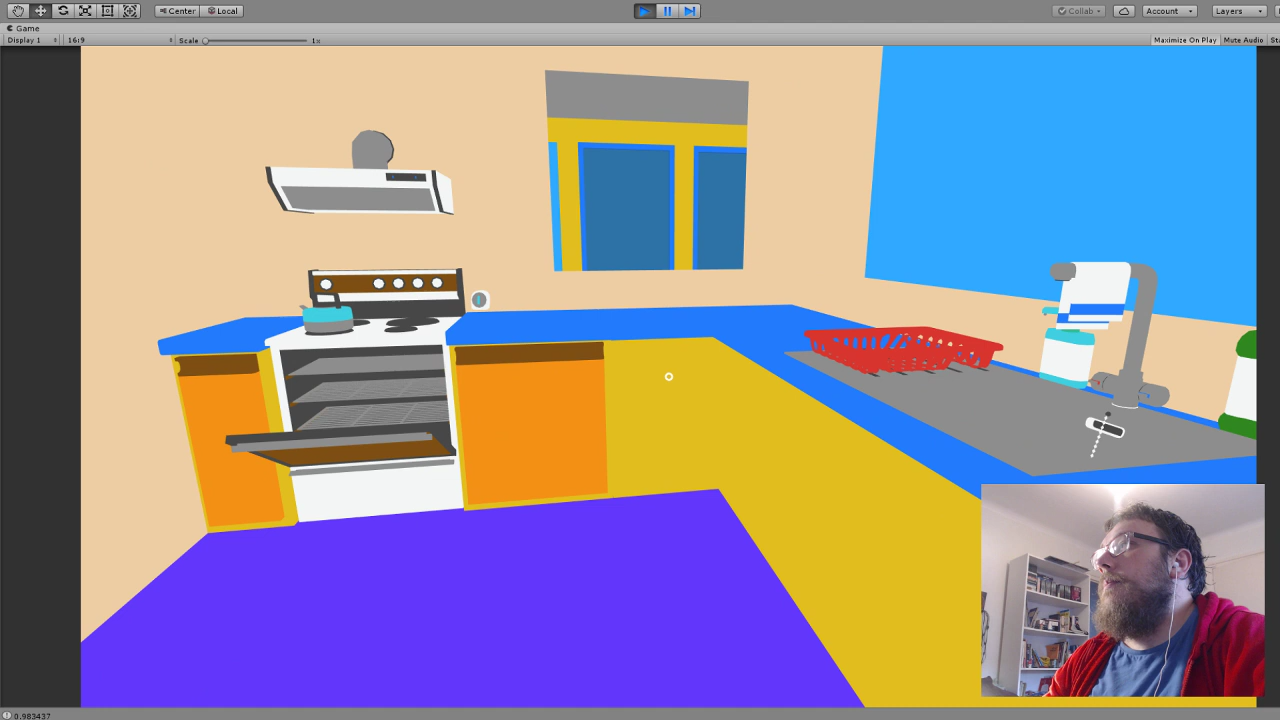 Center Local Collab Account Layers
Game
Display 1 16:9 Scale 1x Maximize On Play Mute Audio
0.983437